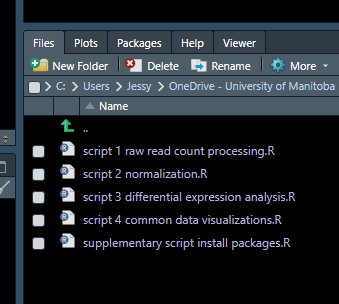 Files Plots Packages Help Viewer
New Folder Delete Rename More
C: Users Jessy OneDrive - University of Manitoba
Name
..
script 1 raw read count processing.R
script 2 normalization.R
script 3 differential expression analysis.R
script 4 common data visualizations.R
supplementary script install packages.R